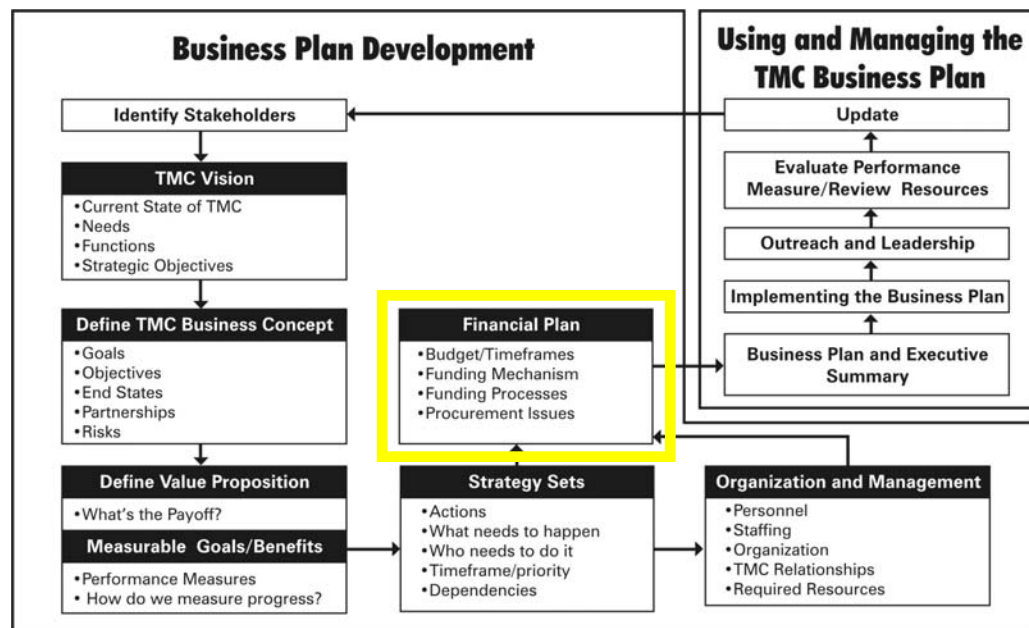 Business Plan Development
Identify Stakeholders
TMC Vision
•Current State of TMC
•Needs
•Functions
•Strategic Objectives
Define TMC Business Concept
•Goals
•Objectives
•End States
•Partnerships
•Risks
Define Value Proposition
•What's the Payoff?
Measurable Goals/Benefits
•Performance Measures
• How do we measure progress?
Financial Plan
•Budget/Timeframes
•Funding Mechanism
•Funding Processes
•Procurement Issues
Strategy Sets
•Actions
•What needs to happen
•Who needs to do it
•Timeframe/priority
•Dependencies
Organization and Management
•Personnel
•Staffing
•Organization
•TMC Relationships
•Required Resources
Using and Managing the
TMC Business Plan
Update
Evaluate Performance
Measure/Review Resources
Outreach and Leadership
Implementing the Business Plan
Business Plan and Executive
Summary